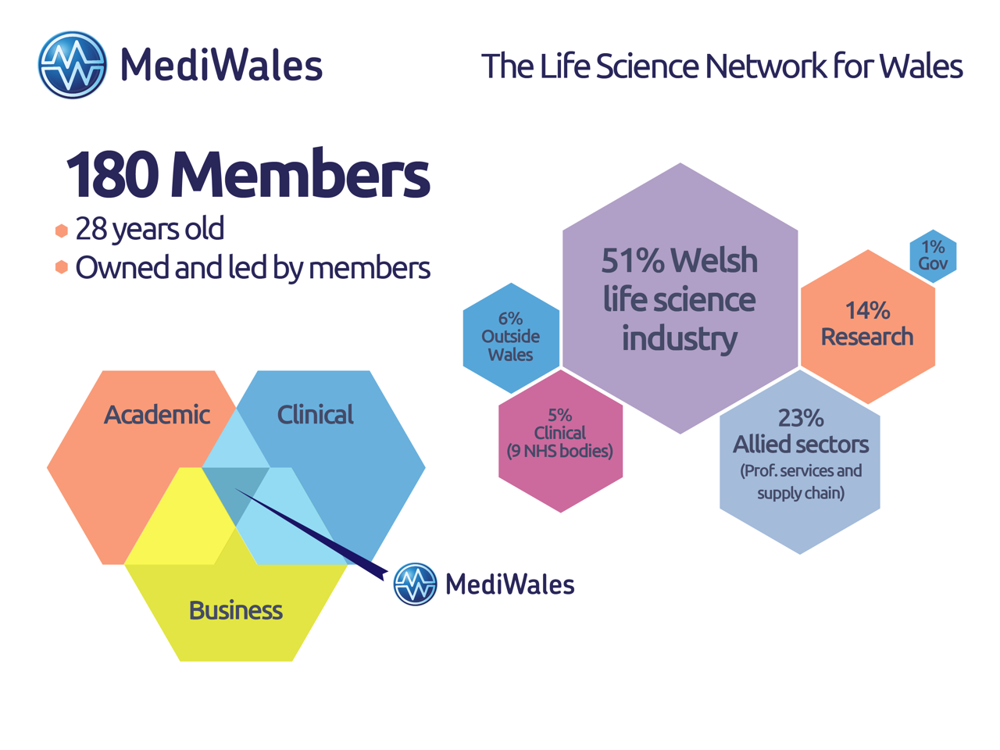 MediWales
The Life Science Network for Wales
180 Members
28 years old
Owned and led by members
51% Welsh
life science
industry
1%
Gov
14%
Research
6%
Outside
Wales
5%
Clinical
(9 NHS bodies)
23%
Allied sectors
(Prof. services and
supply chain)
Academic
Clinical
Business
MediWales